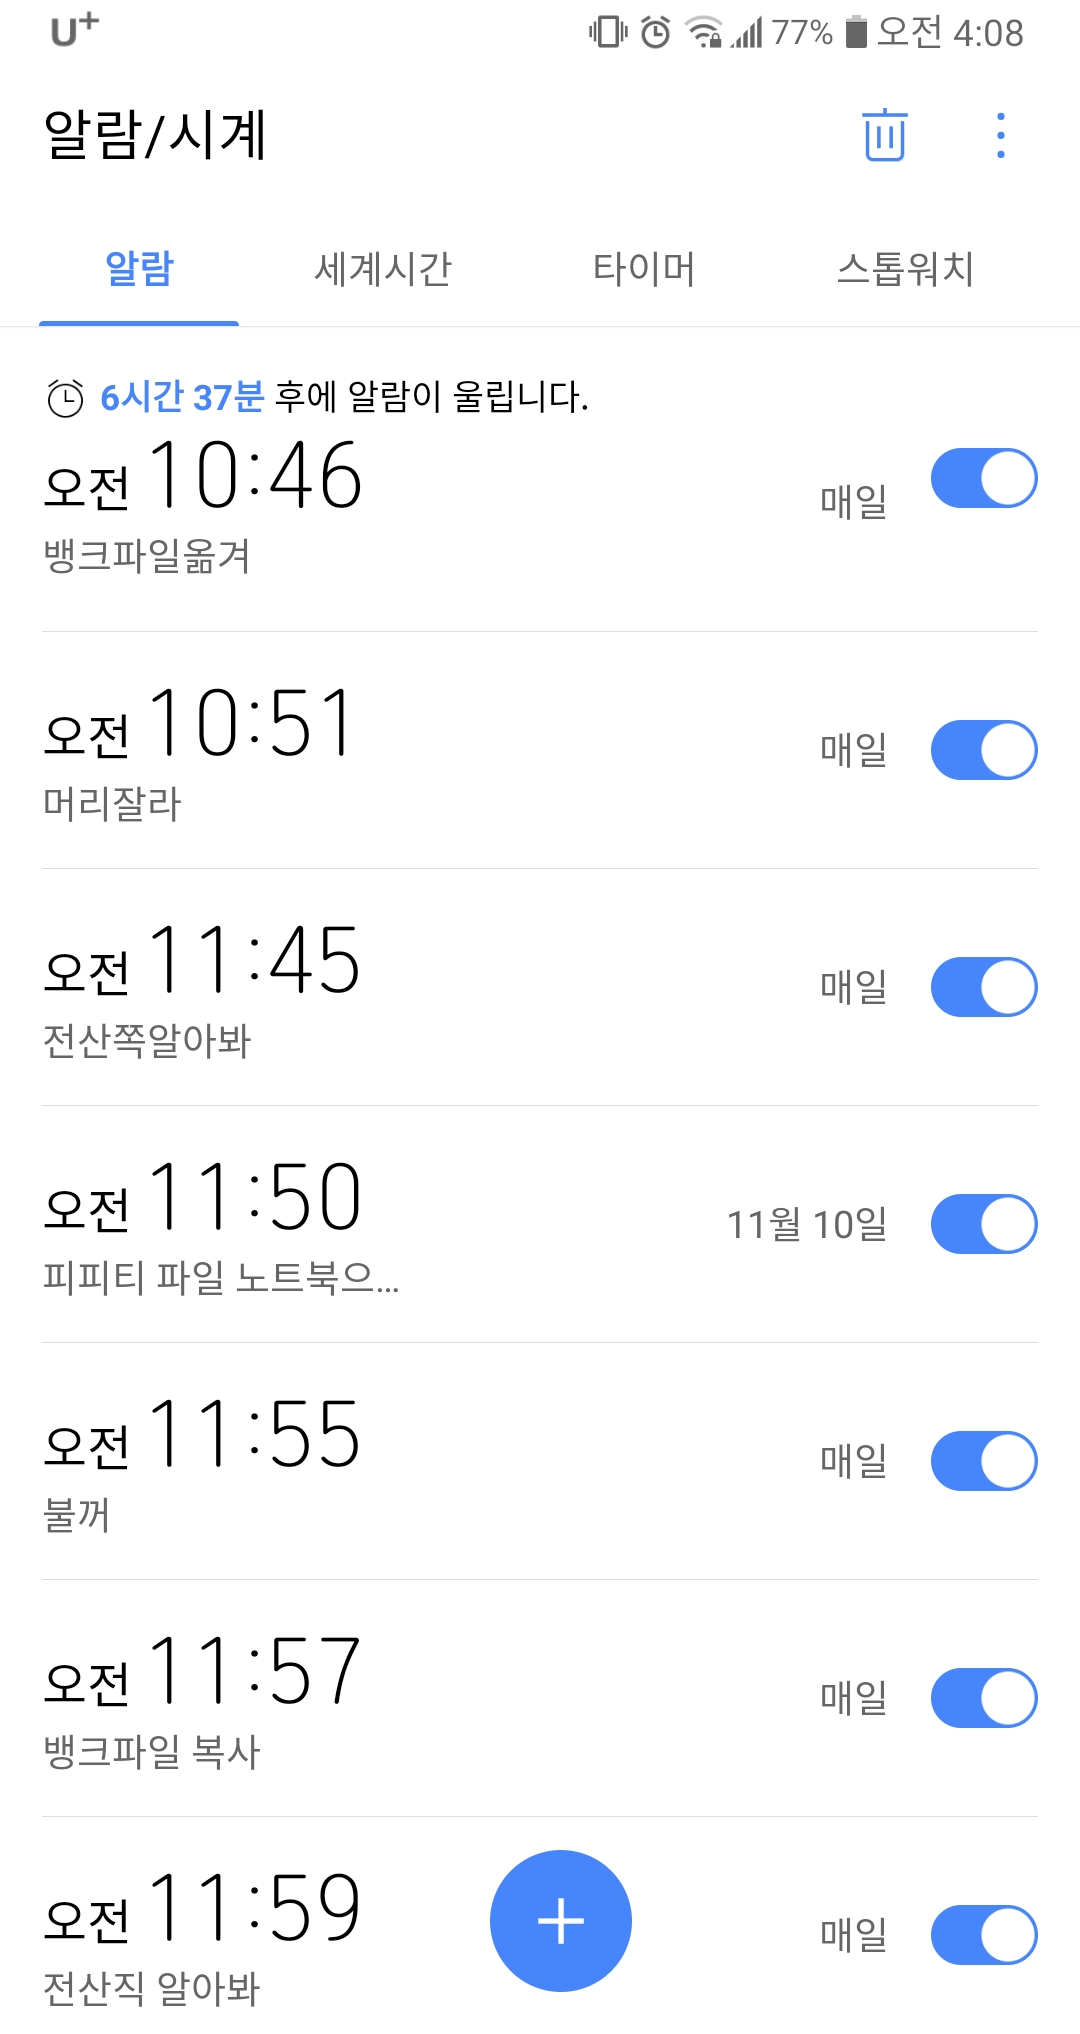 U+ 77% 오전 4:08
알람/시계
알람 세계시간 타이머 스톱워치
6시간 37분 후에 알람이 울립니다.
오전 10:46 매일
뱅크파일옮겨
오전 10:51 매일
머리잘라
오전 11:45 매일
전산쪽알아봐
오전 11:50 11월 10일
피피티 파일 노트북으...
오전 11:55 매일
불꺼
오전 11:57 매일
뱅크파일 복사
오전 11:59 매일
전산직 알아봐